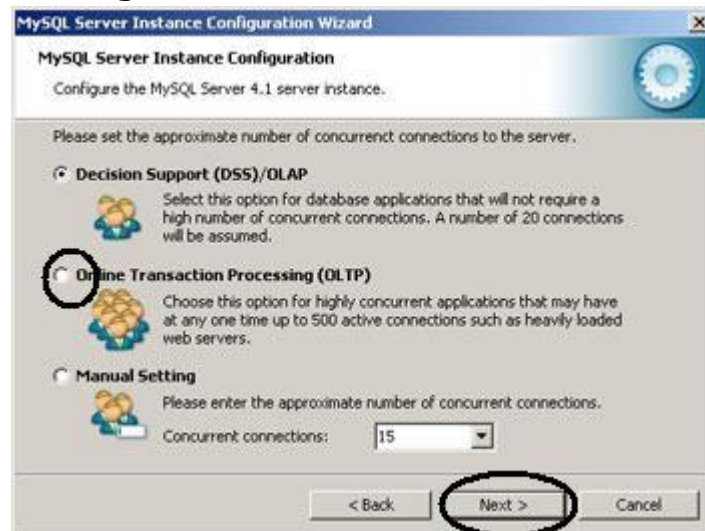 MySQL Server Instance Configuration Wizard
MySQL Server Instance Configuration
Configure the MySQL Server 4.1 server instance.
Please set the approximate number of concurrenct connections to the server.
Decision Support (DSS)/OLAP
Select this option for database applications that will not require a
high number of concurrent connections. A number of 20 connections
will be assumed.
Online Transaction Processing (OLTP)
Choose this option for highly concurrent applications that may have
at any one time up to 500 active connections such as heavily loaded
web servers.
Manual Setting
Please enter the approximate number of concurrent connections.
Concurrent connections: 15
< Back Next > Cancel